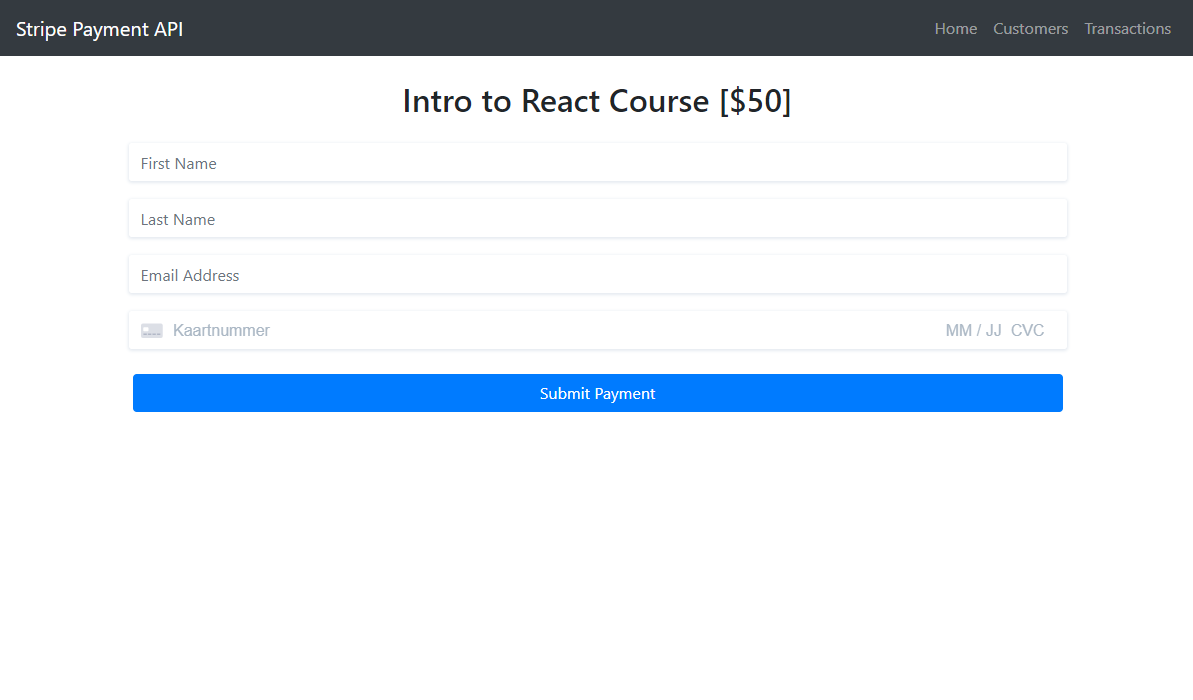 Stripe Payment API Home Customers Transactions
Intro to React Course [$50]
First Name
Last Name
Email Address
Kaartnummer MM / JJ CVC
Submit Payment